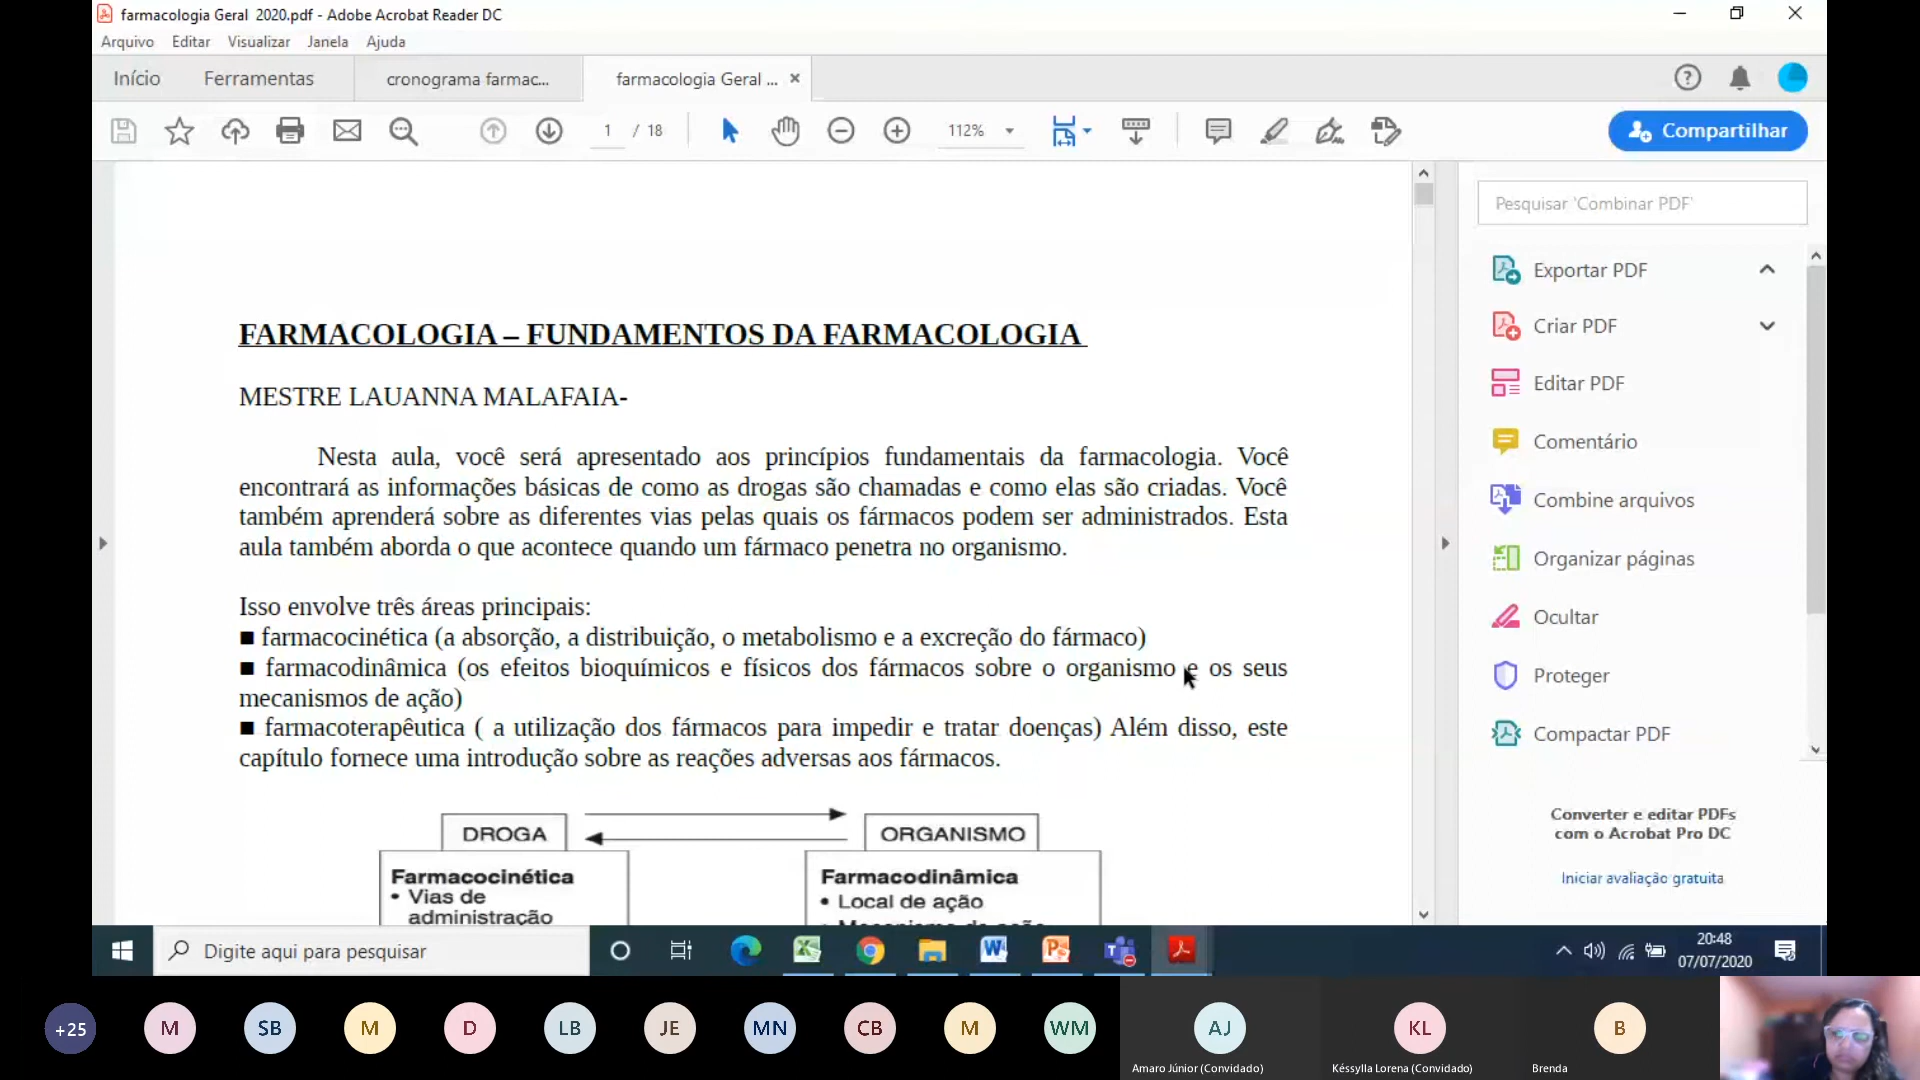 farmacologia Geral 2020.pdf - Adobe Acrobat Reader DC
Arquivo Editar Visualizar Janela Ajuda
Início Ferramentas cronograma farmac... farmacologia Geral ... ×
1 / 18 112% Compartilhar
Pesquisar 'Combinar PDF'
Exportar PDF
Criar PDF
Editar PDF
Comentário
Combine arquivos
Organizar páginas
Ocultar
Proteger
Compactar PDF
Converter e editar PDFs
com o Acrobat Pro DC
Iniciar avaliação gratuita
FARMACOLOGIA – FUNDAMENTOS DA FARMACOLOGIA
MESTRE LAUANNA MALAFAIA-
Nesta aula, você será apresentado aos princípios fundamentais da farmacologia. Você
encontrará as informações básicas de como as drogas são chamadas e como elas são criadas. Você
também aprenderá sobre as diferentes vias pelas quais os fármacos podem ser administrados. Esta
aula também aborda o que acontece quando um fármaco penetra no organismo.
Isso envolve três áreas principais:
■ farmacocinética (a absorção, a distribuição, o metabolismo e a excreção do fármaco)
■ farmacodinâmica (os efeitos bioquímicos e físicos dos fármacos sobre o organismo e os seus
mecanismos de ação)
■ farmacoterapêutica ( a utilização dos fármacos para impedir e tratar doenças) Além disso, este
capítulo fornece uma introdução sobre as reações adversas aos fármacos.
DROGA
Farmacocinética
• Vias de
administração
ORGANISMO
Farmacodinâmica
• Local de ação
• Mecanismo de ação
Digite aqui para pesquisar
20:48
07/07/2020
+25 M SB M D LB JE MN CB M WM AJ KL B
Amaro Júnior (Convidado) Késsylla Lorena (Convidado) Brenda